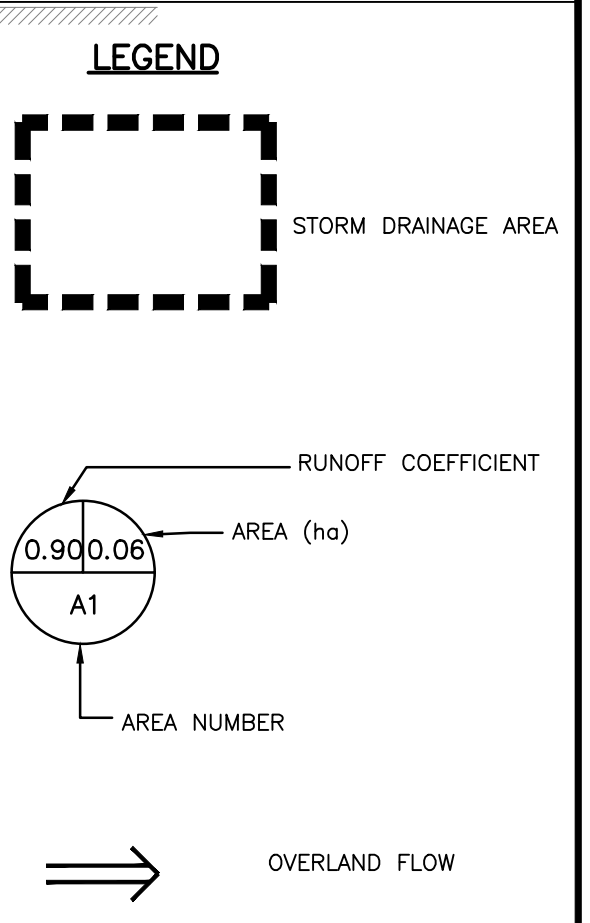 LEGEND
STORM DRAINAGE AREA
RUNOFF COEFFICIENT
AREA (ha)
0.90 0.06
A1
AREA NUMBER
OVERLAND FLOW